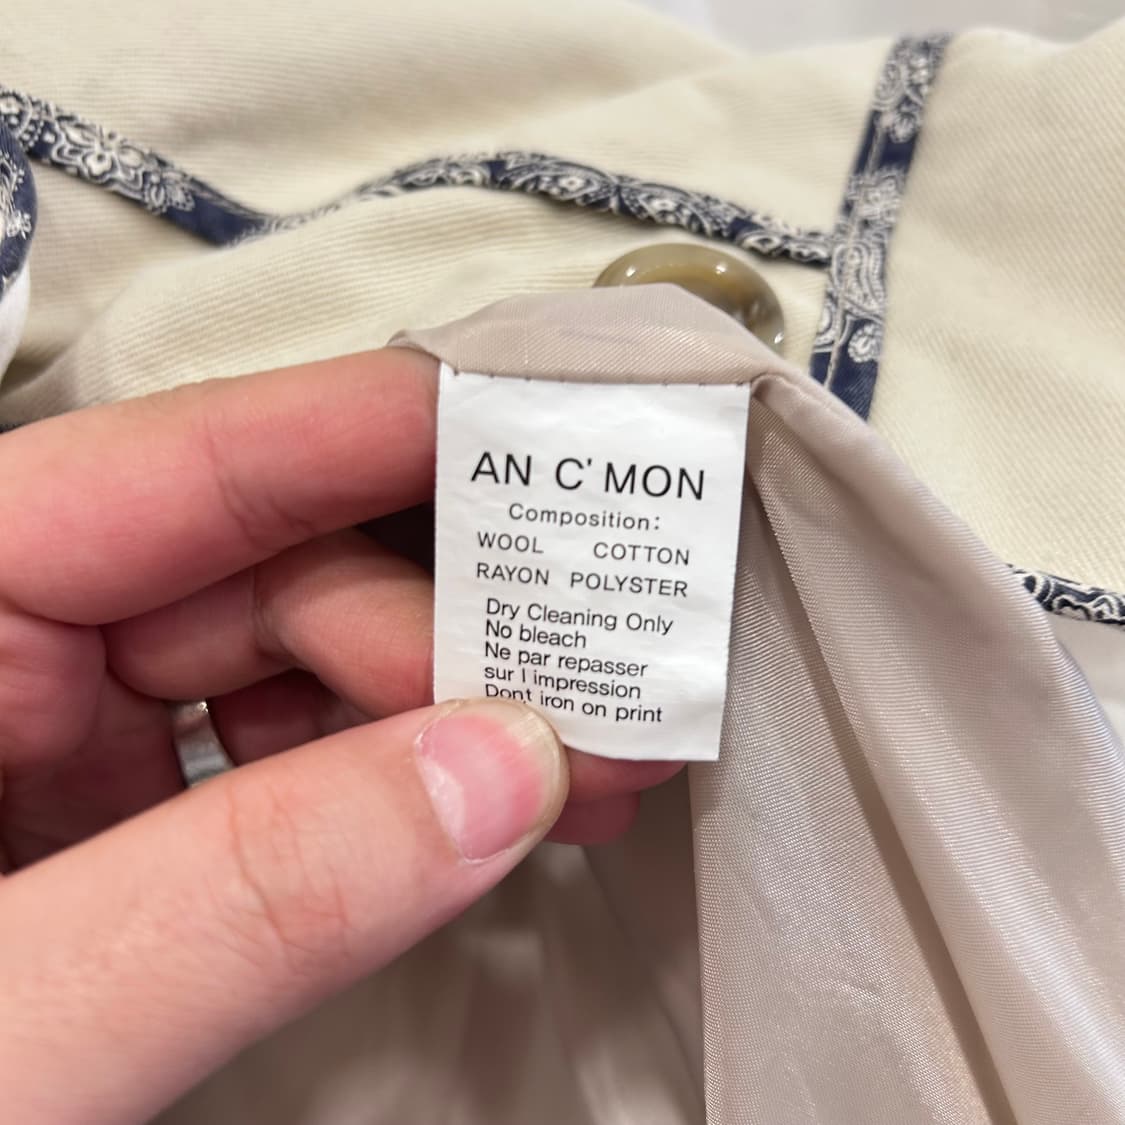 AN C' MON
Composition:
WOOL COTTON
RAYON POLYSTER
Dry Cleaning Only
No bleach
Ne par repasser
sur l impression
Dont iron on print